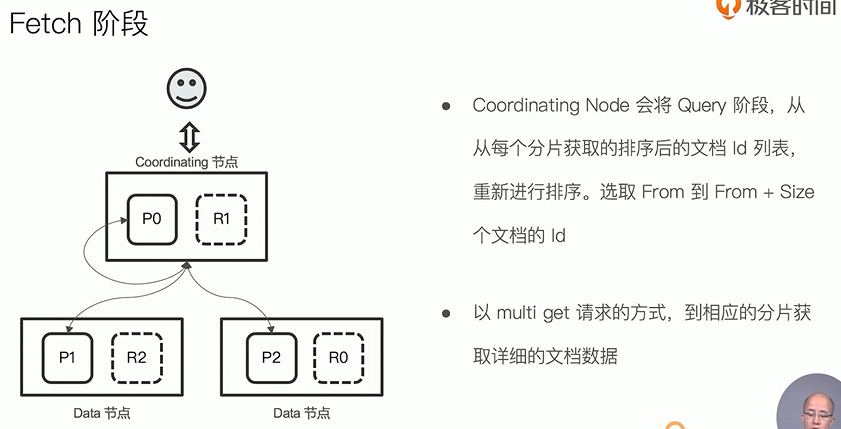 Fetch 阶段
极客时间
Coordinating 节点
P0
R1
P1
R2
P2
R0
Data 节点
Data 节点
Coordinating Node 会将 Query 阶段，从
从每个分片获取的排序后的文档 Id 列表，
重新进行排序。选取 From 到 From + Size
个文档的 Id
以 multi get 请求的方式，到相应的分片获
取详细的文档数据